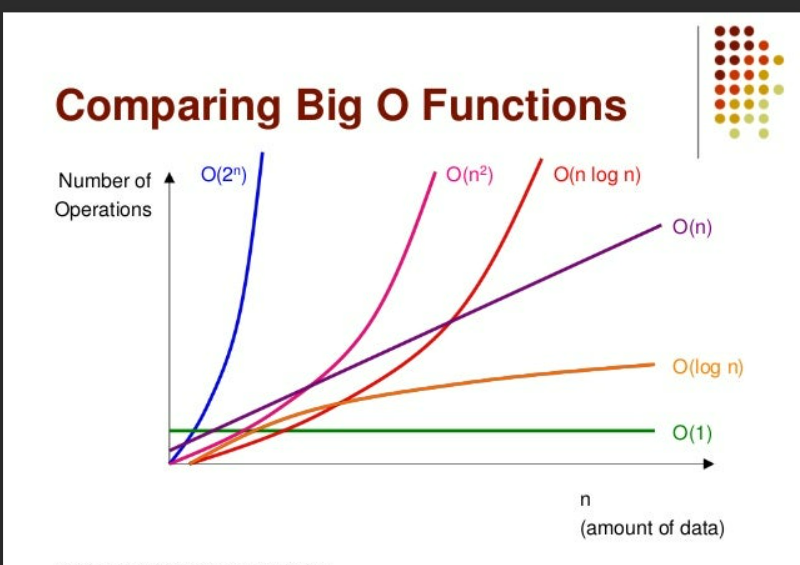 Comparing Big O Functions
Number of
Operations
O(2ⁿ)
O(n²)
O(n log n)
O(n)
O(log n)
O(1)
n
(amount of data)